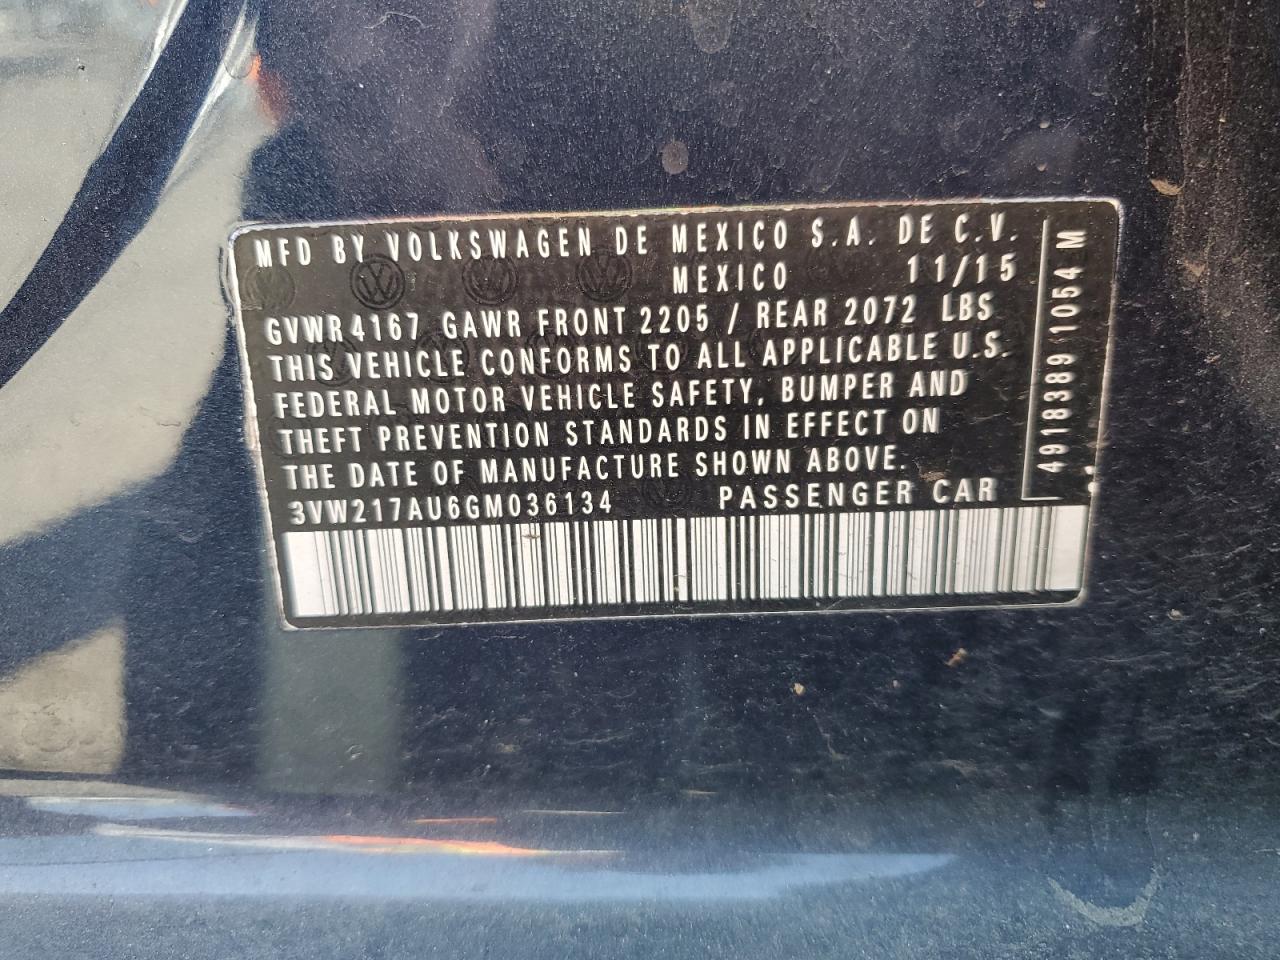 MFD BY VOLKSWAGEN DE MEXICO S.A. DE C.V.
MEXICO 11/15
GVWR 4167 GAWR FRONT 2205 / REAR 2072 LBS
THIS VEHICLE CONFORMS TO ALL APPLICABLE U.S.
FEDERAL MOTOR VEHICLE SAFETY, BUMPER AND
THEFT PREVENTION STANDARDS IN EFFECT ON
THE DATE OF MANUFACTURE SHOWN ABOVE.
3VW217AU6GM036134 PASSENGER CAR
4918389 1054 M